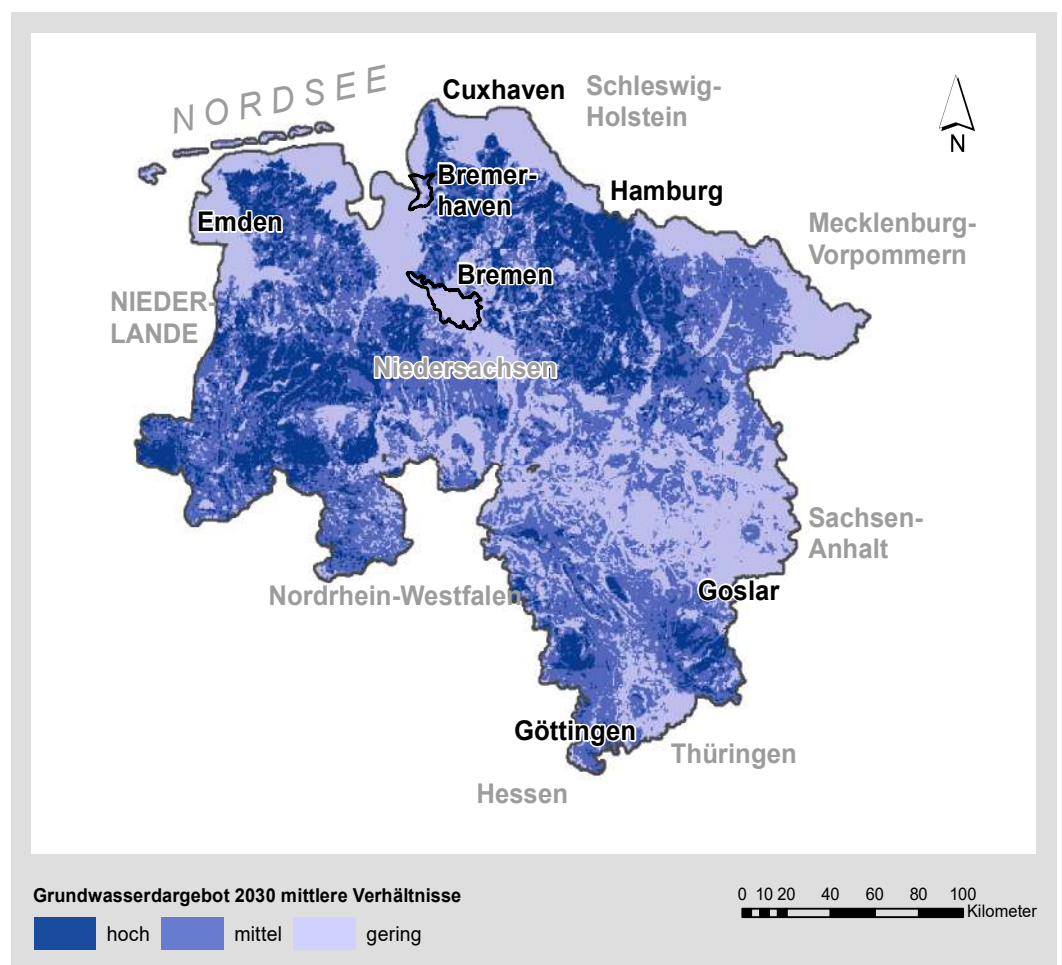 NORDSEE
Cuxhaven
Schleswig-
Holstein
N
Bremer-
haven
Hamburg
Emden
Mecklenburg-
Vorpommern
Bremen
NIEDER-
LANDE
Niedersachsen
Sachsen-
Anhalt
Nordrhein-Westfalen
Goslar
Göttingen
Thüringen
Hessen
Grundwasserdargebot 2030 mittlere Verhältnisse
hoch mittel gering
0 10 20 40 60 80 100
Kilometer